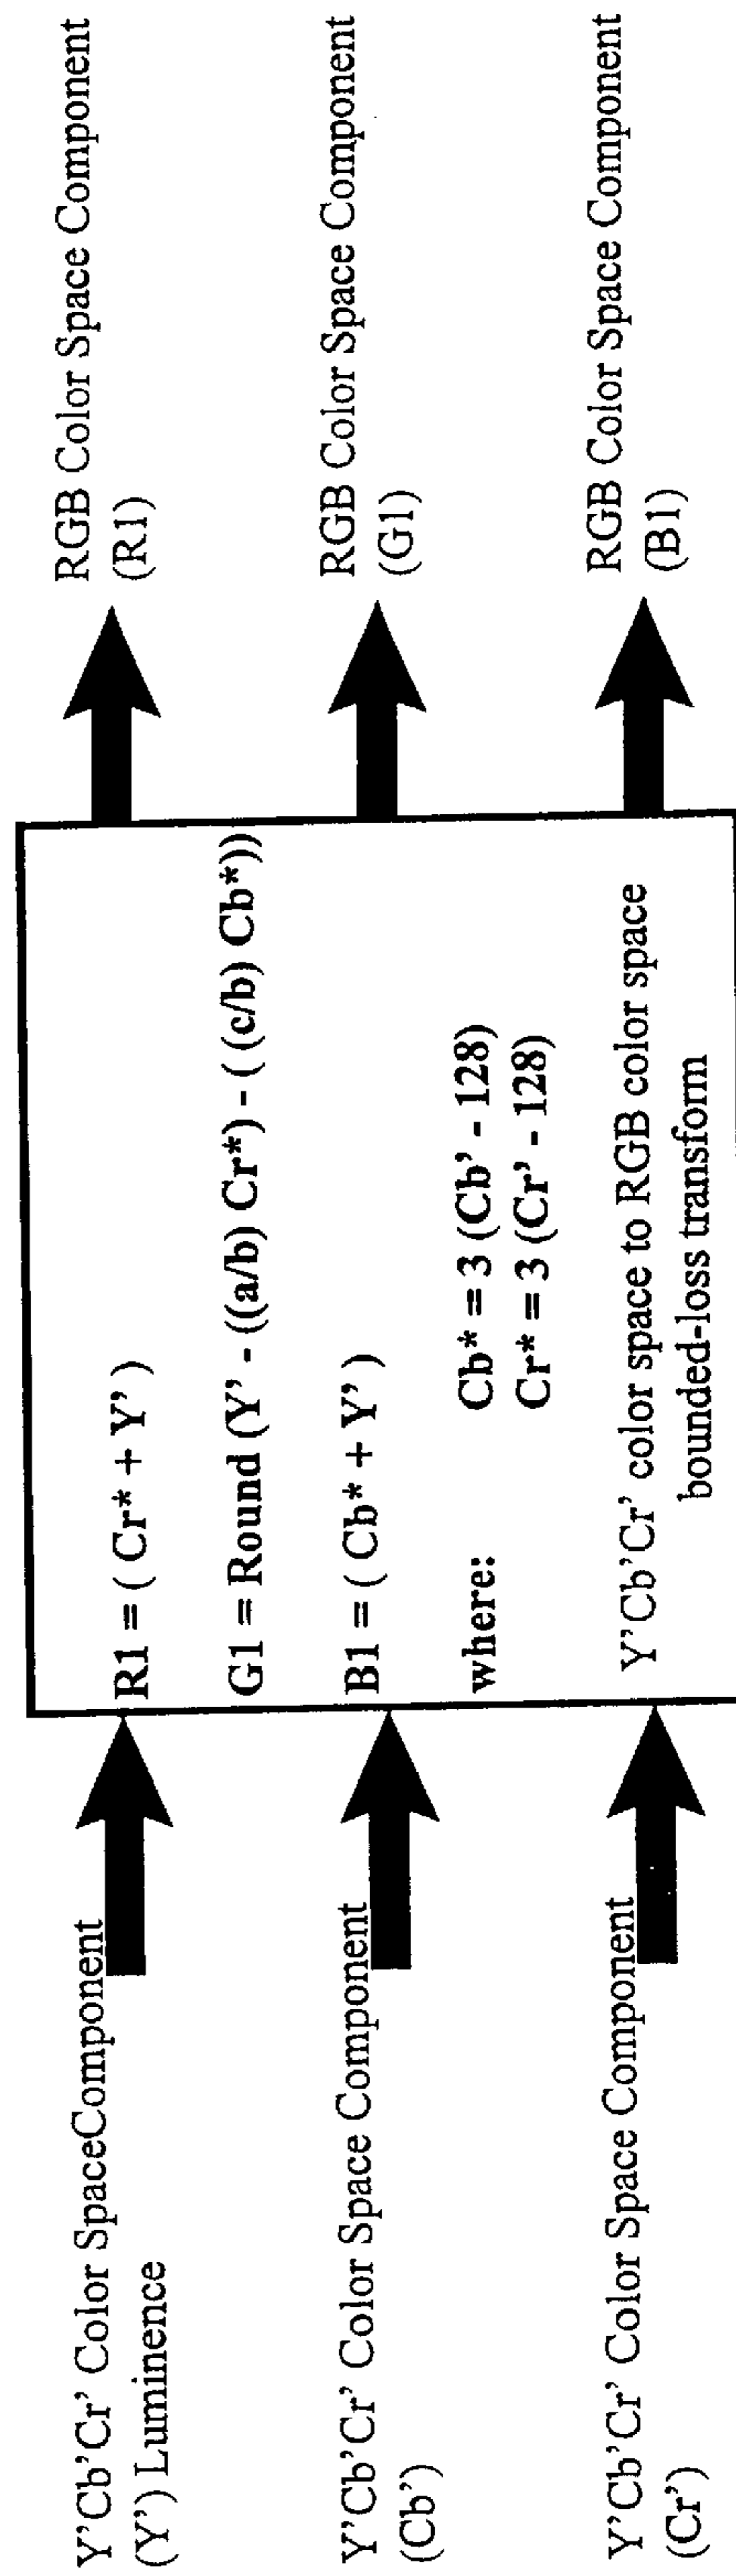 Y'Cb'Cr' Color SpaceComponent
(Y') Luminence
Y'Cb'Cr' Color Space Component
(Cb')
Y'Cb'Cr' Color Space Component
(Cr')
R1 = ( Cr* + Y' )
G1 = Round (Y' - ((a/b) Cr*) - ( (c/b) Cb*))
B1 = ( Cb* + Y' )
where:
Cb* = 3 (Cb' - 128)
Cr* = 3 (Cr' - 128)
Y'Cb'Cr' color space to RGB color space
bounded-loss transform
RGB Color Space Component
(R1)
RGB Color Space Component
(G1)
RGB Color Space Component
(B1)